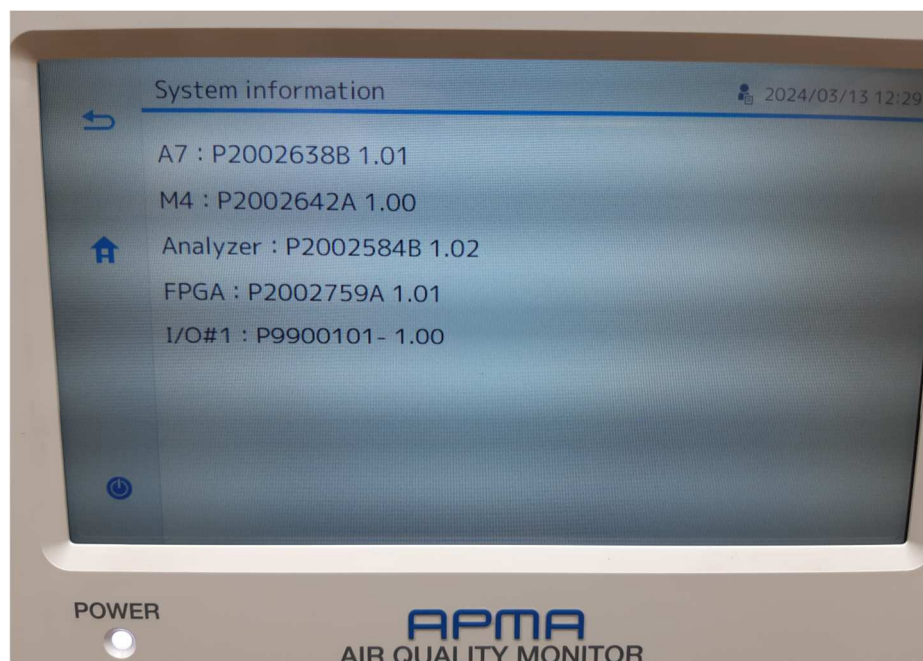 System information
2024/03/13 12:29
A7 : P2002638B 1.01
M4 : P2002642A 1.00
Analyzer : P2002584B 1.02
FPGA : P2002759A 1.01
I/O#1 : P9900101- 1.00
POWER
APMA
AIR QUALITY MONITOR